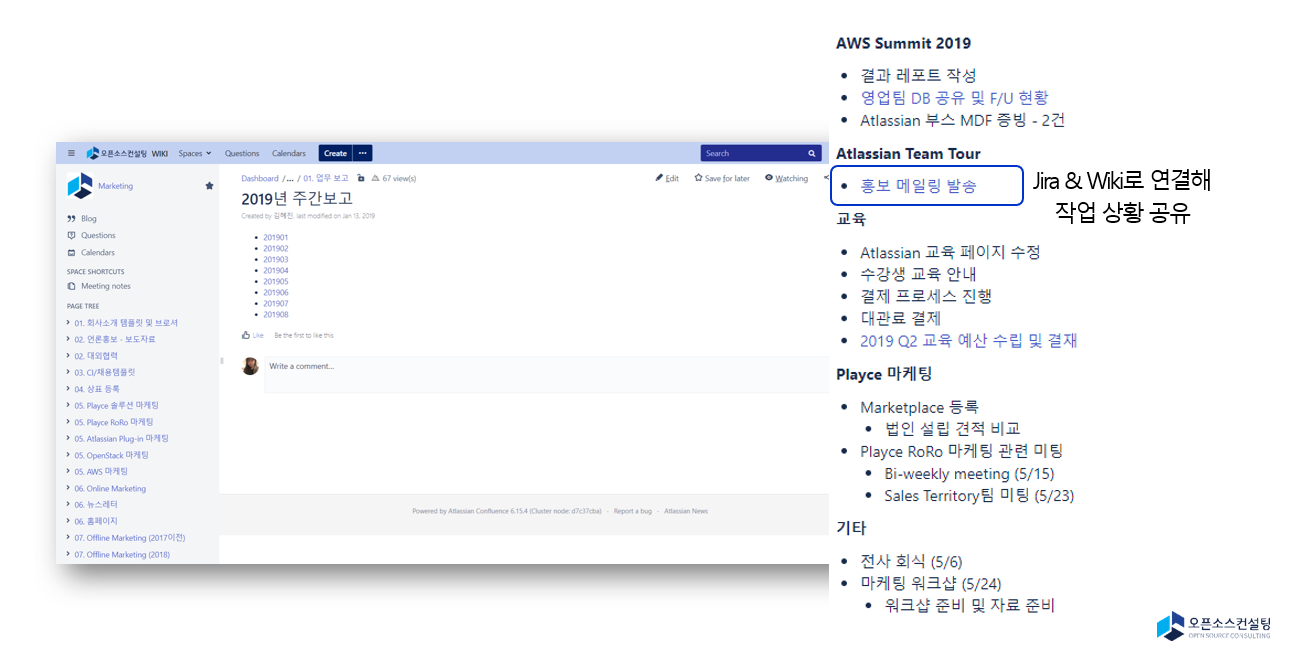 오픈소스컨설팅 WIKI Spaces Questions Calendars Create ••• Search
Marketing
Blog
Questions
Calendars
SPACE SHORTCUTS
Meeting notes
PAGE TREE
01. 회사소개 템플릿 및 브로셔
02. 언론홍보 - 보도자료
02. 대외협력
03. CI/채용템플릿
04. 상표 등록
05. Playce 솔루션 마케팅
05. Playce RoRo 마케팅
05. Atlassian Plug-in 마케팅
05. OpenStack 마케팅
05. AWS 마케팅
06. Online Marketing
06. 뉴스레터
06. 홈페이지
07. Offline Marketing (2017이전)
07. Offline Marketing (2018)
Dashboard /... / 01. 업무 보고 67 view(s) Edit Save for later Watching
2019년 주간보고
Created by 김혜진, last modified on Jan 13, 2019
• 201901
• 201902
• 201903
• 201904
• 201905
• 201906
• 201907
• 201908
Like Be the first to like this
Write a comment...
Powered by Atlassian Confluence 6.15.4 (Cluster node: d7c37cba) · Report a bug · Atlassian News
AWS Summit 2019
• 결과 레포트 작성
• 영업팀 DB 공유 및 F/U 현황
• Atlassian 부스 MDF 증빙 - 2건
Atlassian Team Tour
• 홍보 메일링 발송
Jira & Wiki로 연결해
작업 상황 공유
교육
• Atlassian 교육 페이지 수정
• 수강생 교육 안내
• 결제 프로세스 진행
• 대관료 결제
• 2019 Q2 교육 예산 수립 및 결재
Playce 마케팅
• Marketplace 등록
• 법인 설립 견적 비교
• Playce RoRo 마케팅 관련 미팅
• Bi-weekly meeting (5/15)
• Sales Territory팀 미팅 (5/23)
기타
• 전사 회식 (5/6)
• 마케팅 워크샵 (5/24)
• 워크샵 준비 및 자료 준비
오픈소스컨설팅
OPEN SOURCE CONSULTING